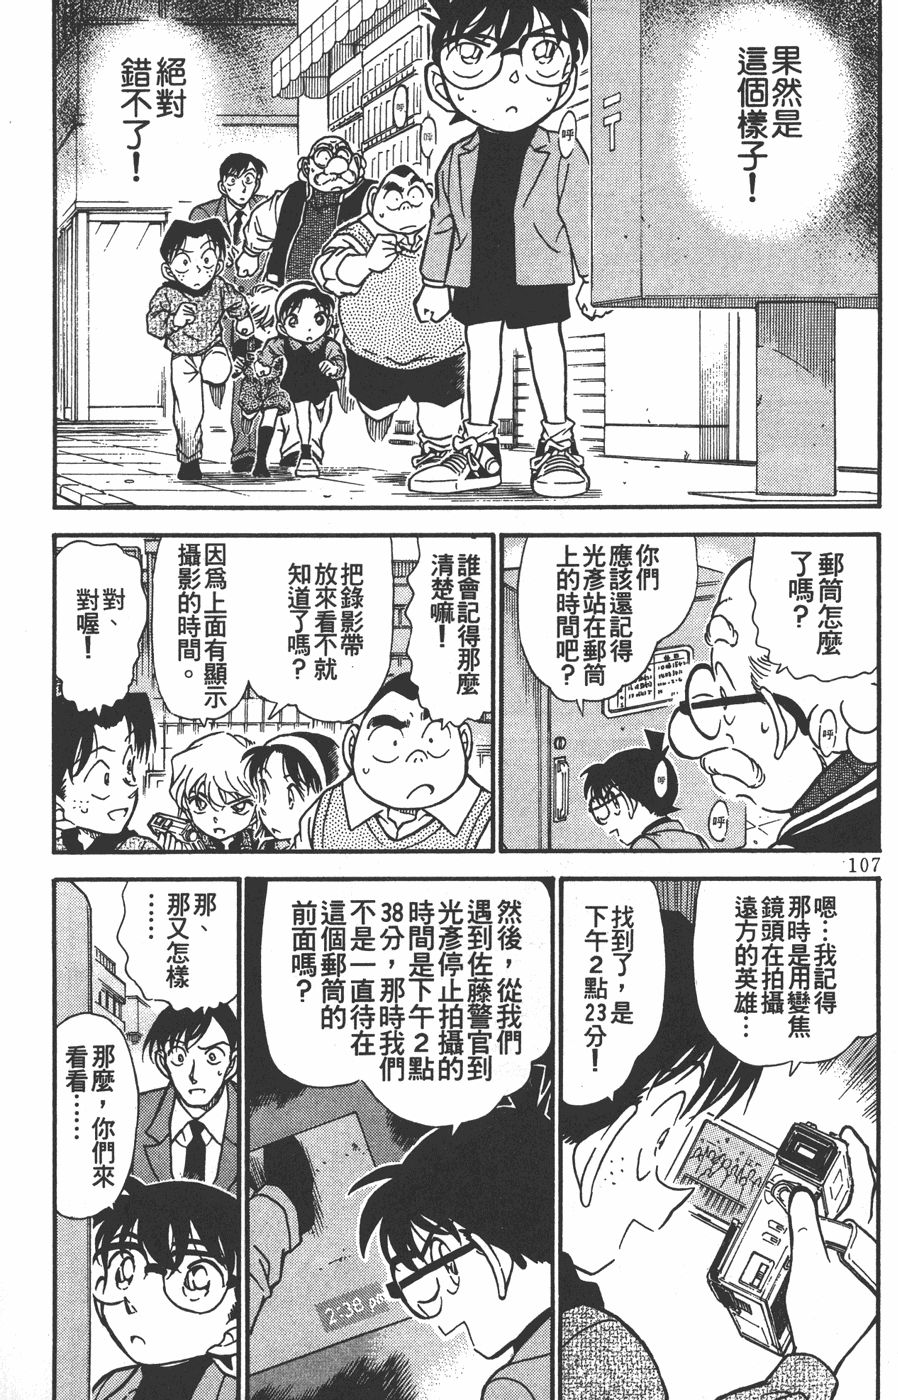 果然是
這個樣子！
絕對
錯不了！
呼
呼
呼
郵筒怎麼
了嗎？
呼
呼
呼
你們
應該還記得
光彥站在郵筒
上的時間吧？
誰會記得那麼
清楚嘛！
把錄影帶
放來看不就
知道了嗎？
因為上面有顯示
攝影的時間。
對、
對喔！
107
嗯…我記得
那時是用變焦
鏡頭在拍攝
遠方的英雄…
找到了，是
下午2點
23分！
然後，從我們
遇到佐藤警官到
光彥停止拍攝的
時間是下午2點
38分，那時我們
不是一直待在
這個郵筒的
前面嗎？
2:38 pm
那、
那又怎樣
……
那麼，你們來
看看……